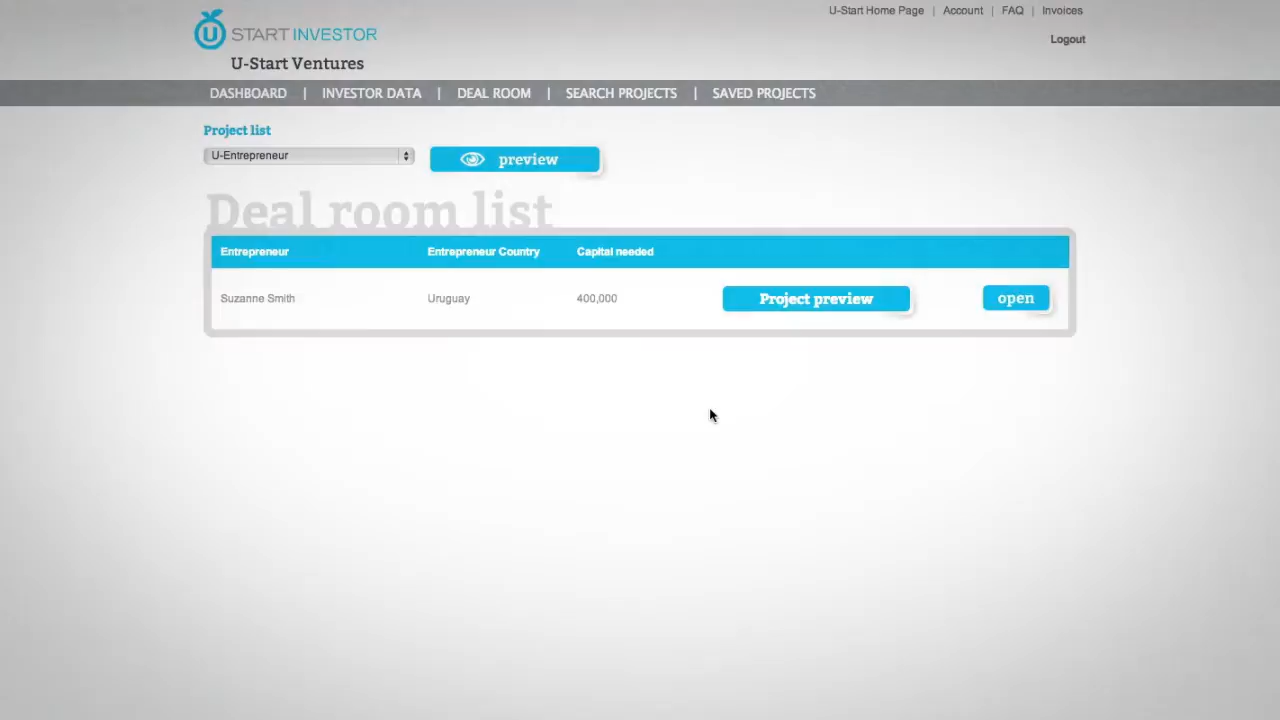 U-Start Home Page | Account | FAQ | Invoices
U START INVESTOR
Logout
U-Start Ventures
DASHBOARD | INVESTOR DATA | DEAL ROOM | SEARCH PROJECTS | SAVED PROJECTS
Project list
U-Entrepreneur
preview
Deal room list
Entrepreneur Entrepreneur Country Capital needed
Suzanne Smith Uruguay 400,000 Project preview open